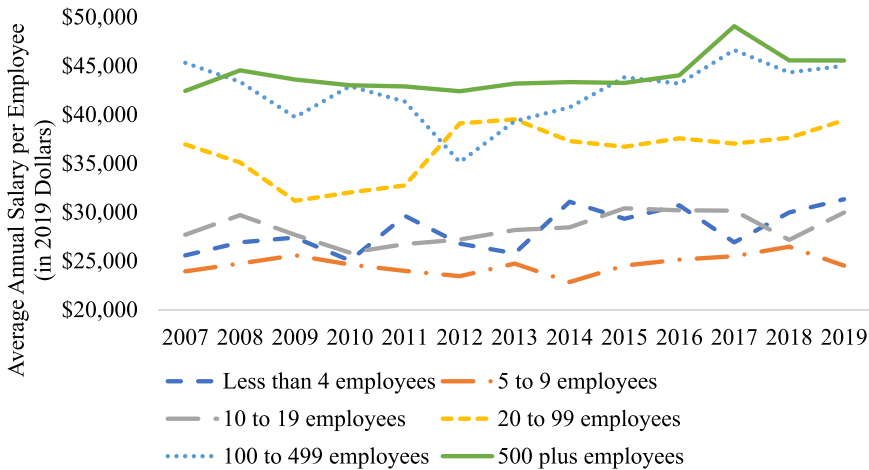 Average Annual Salary per Employee
(in 2019 Dollars)
$50,000
$45,000
$40,000
$35,000
$30,000
$25,000
$20,000
2007 2008 2009 2010 2011 2012 2013 2014 2015 2016 2017 2018 2019
Less than 4 employees 5 to 9 employees
10 to 19 employees 20 to 99 employees
100 to 499 employees 500 plus employees